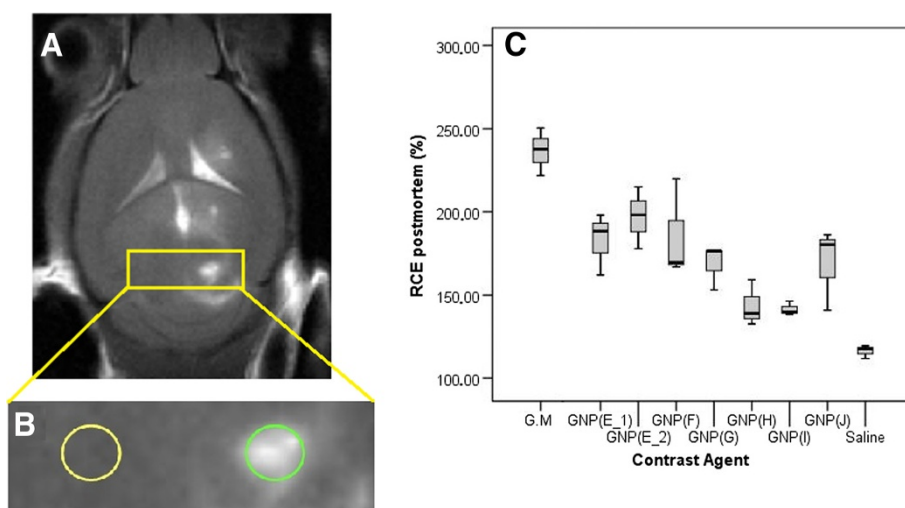 A
B
C
RCE postmortem (%)
300.00
250.00
200.00
150.00
100.00
G.M
GNP(E_1)
GNP(E_2)
GNP(F)
GNP(G)
GNP(H)
GNP(I)
GNP(J)
Saline
Contrast Agent